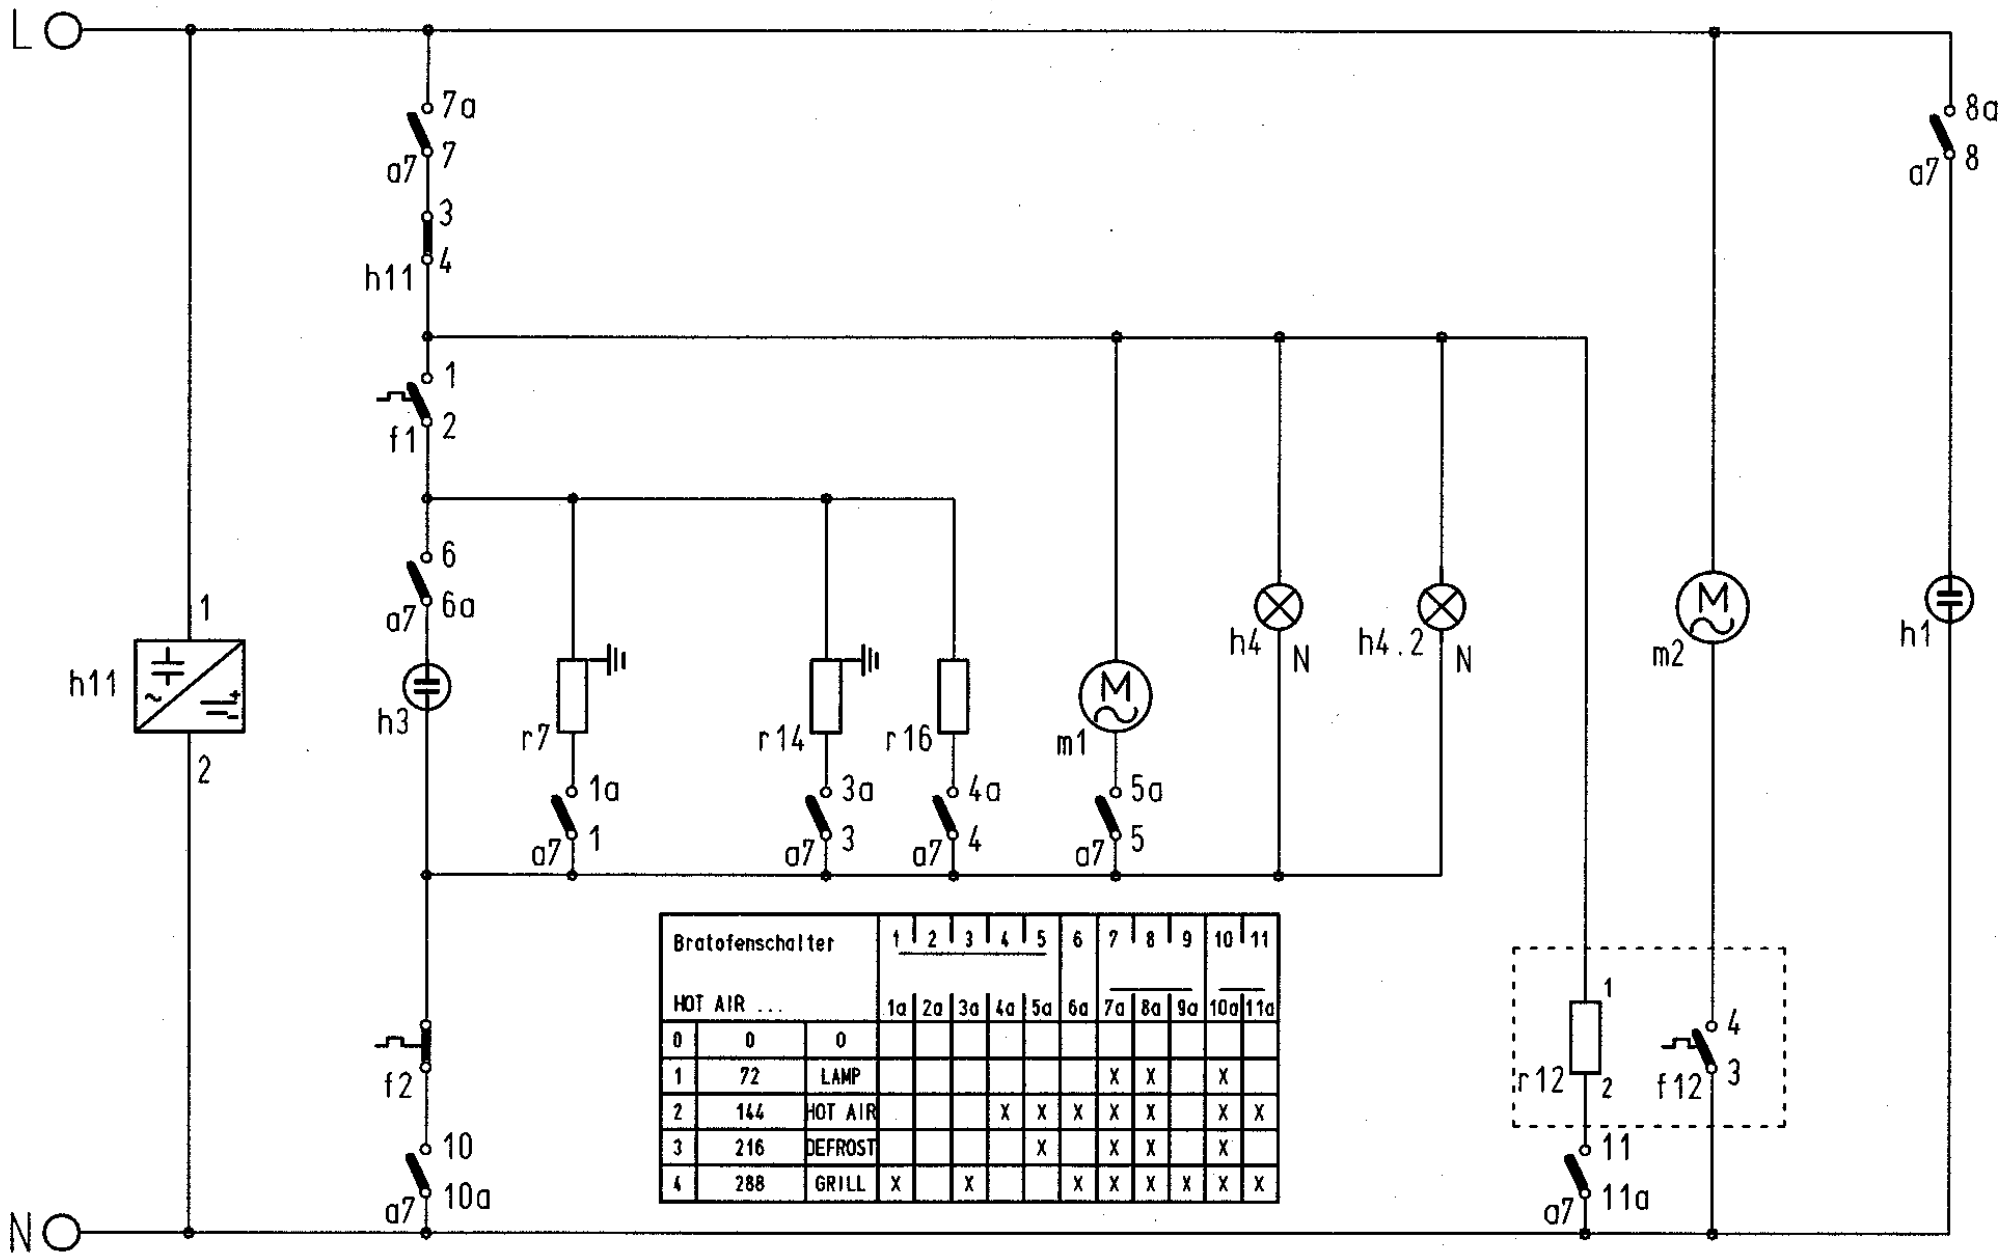 L
7a
8a
7
a7
8
a7
3
4
h11
1
2
f1
6
6a
a7
1
h11
2
h3
r7
r14
r16
M
m1
h4
N
h4.2
N
M
m2
h1
1a
1
a7
3a
3
a7
4a
4
a7
5a
5
a7
Bratofenschalter 1 2 3 4 5 6 7 8 9 10 11
HOT AIR ... 1a 2a 3a 4a 5a 6a 7a 8a 9a 10a 11a
0 0 0
1 72 LAMP X X X
2 144 HOT AIR X X X X X X X
3 216 DEFROST X X X X
4 288 GRILL X X X X X X X X
f2
10
10a
a7
1
r12
2
4
f12
3
11
11a
a7
N